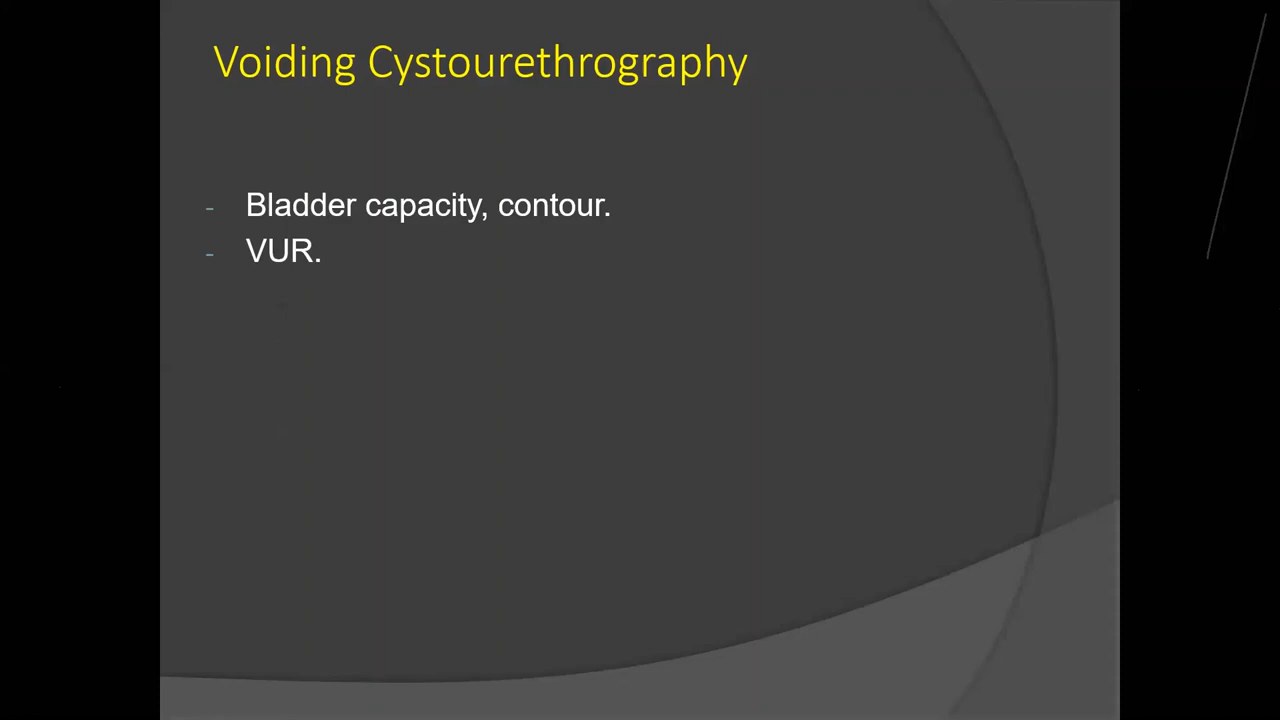 Voiding Cystourethrography
- Bladder capacity, contour.
- VUR.